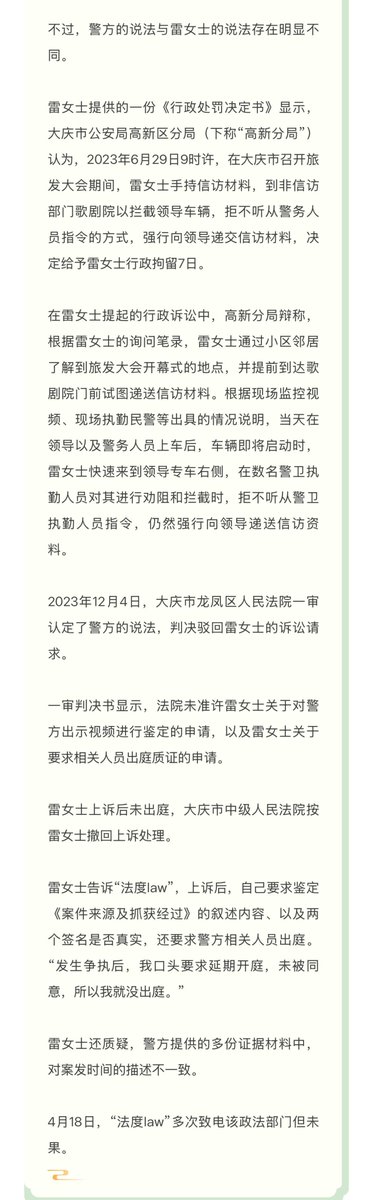 不过，警方的说法与雷女士的说法存在明显不
同。
雷女士提供的一份《行政处罚决定书》显示，
大庆市公安局高新区分局（下称“高新分局”）
认为，2023年6月29日9时许，在大庆市召开旅
发大会期间，雷女士手持信访材料，到非信访
部门歌剧院以拦截领导车辆，拒不听从警务人
员指令的方式，强行向领导递交信访材料，决
定给予雷女士行政拘留7日。
在雷女士提起的行政诉讼中，高新分局辩称，
根据雷女士的询问笔录，雷女士通过小区邻居
了解到旅发大会开幕式的地点，并提前到达歌
剧院门前试图递送信访材料。根据现场监控视
频、现场执勤民警等出具的情况说明，当天在
领导以及警务人员上车后，车辆即将启动时，
雷女士快速来到领导专车右侧，在数名警卫执
勤人员对其进行劝阻和拦截时，拒不听从警卫
执勤人员指令，仍然强行向领导递送信访资
料。
2023年12月4日，大庆市龙凤区人民法院一审
认定了警方的说法，判决驳回雷女士的诉讼请
求。
一审判决书显示，法院未准许雷女士关于对警
方出示视频进行鉴定的申请，以及雷女士关于
要求相关人员出庭质证的申请。
雷女士上诉后未出庭，大庆市中级人民法院按
雷女士撤回上诉处理。
雷女士告诉“法度law”，上诉后，自己要求鉴定
《案件来源及抓获经过》的叙述内容、以及两
个签名是否真实，还要求警方相关人员出庭。
“发生争执后，我口头要求延期开庭，未被同
意，所以我就没出庭。”
雷女士还质疑，警方提供的多份证据材料中，
对案发时间的描述不一致。
4月18日，“法度law”多次致电该政法部门但未
果。